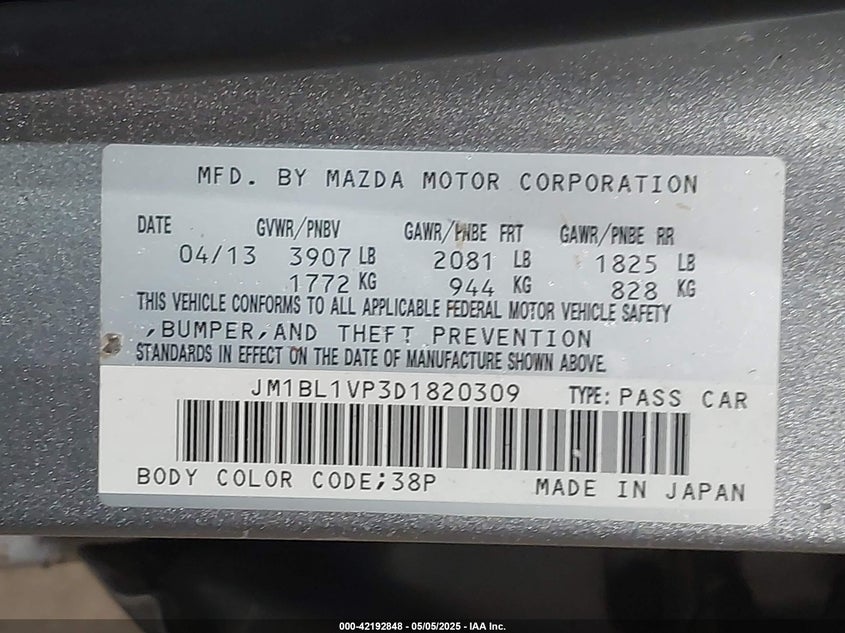 MFD. BY MAZDA MOTOR CORPORATION
DATE GVWR/PNBV GAWR/PNBE FRT GAWR/PNBE RR
04/13 3907 LB 2081 LB 1825 LB
1772 KG 944 KG 828 KG
THIS VEHICLE CONFORMS TO ALL APPLICABLE FEDERAL MOTOR VEHICLE SAFETY
,BUMPER,AND THEFT PREVENTION
STANDARDS IN EFFECT ON THE DATE OF MANUFACTURE SHOWN ABOVE.
JM1BL1VP3D1820309 TYPE: PASS CAR
BODY COLOR CODE;38P MADE IN JAPAN
000-42192848 - 05/05/2025 - IAA Inc.